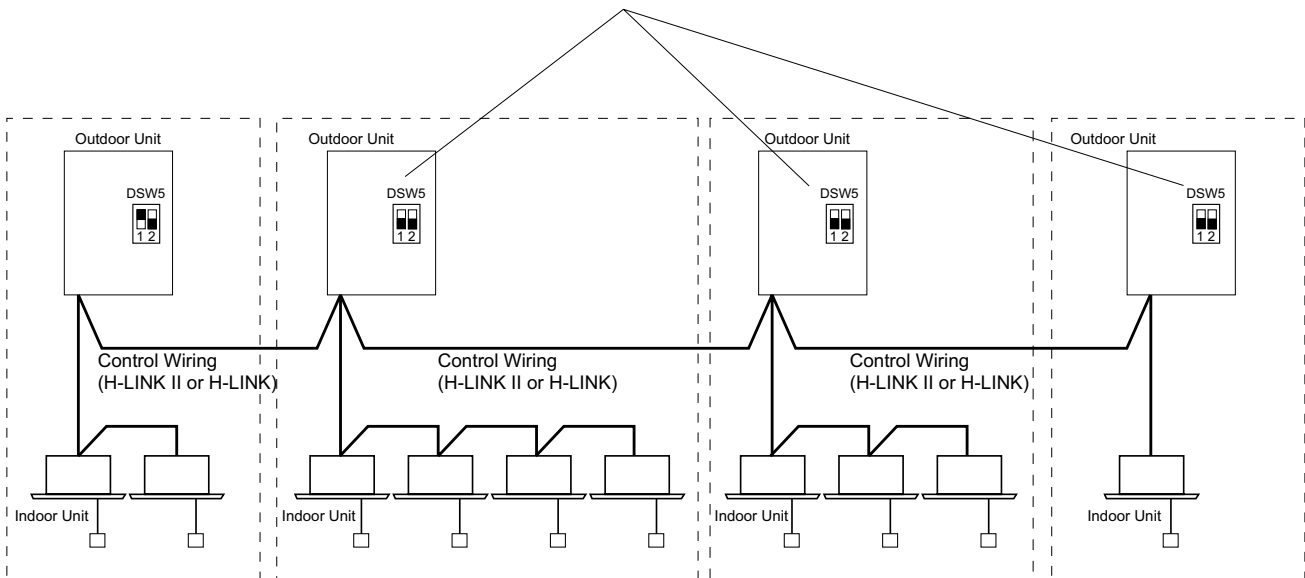 Outdoor Unit
DSW5
1 2
Outdoor Unit
DSW5
1 2
Outdoor Unit
DSW5
1 2
Outdoor Unit
DSW5
1 2
Control Wiring
(H-LINK II or H-LINK)
Control Wiring
(H-LINK II or H-LINK)
Control Wiring
(H-LINK II or H-LINK)
Indoor Unit
Indoor Unit
Indoor Unit
Indoor Unit